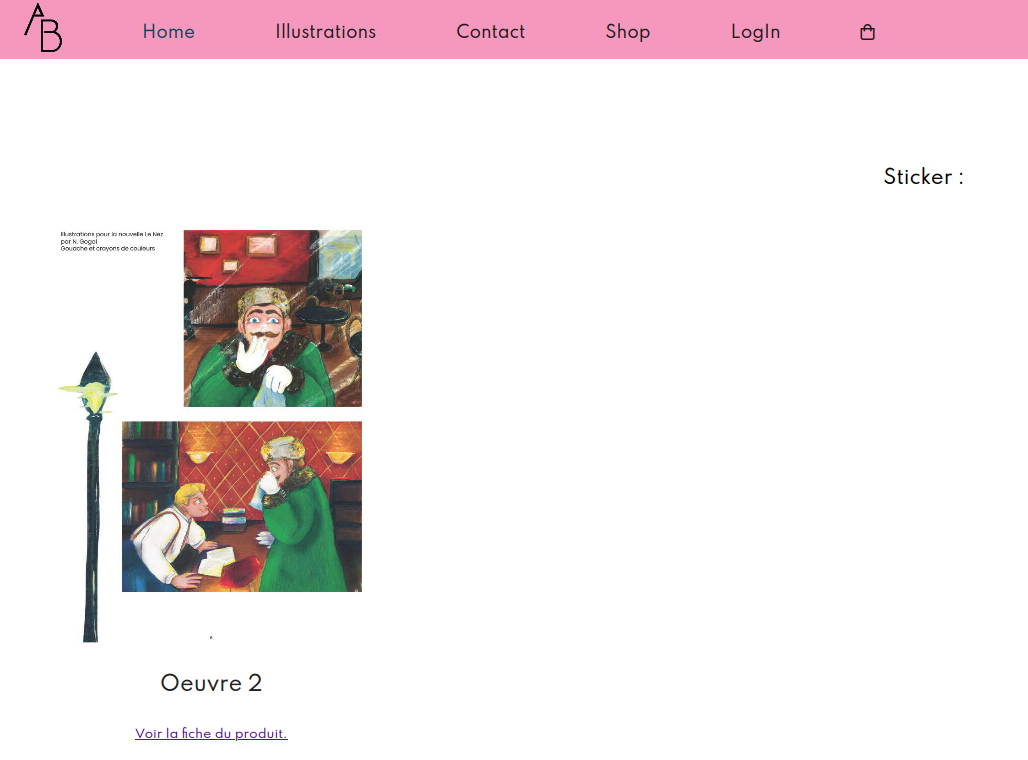 AB
Home Illustrations Contact Shop LogIn
Sticker :
Illustrations pour la nouvelle Le Nez
par N. Gogol
Gouache et crayons de couleurs
Oeuvre 2
Voir la fiche du produit.